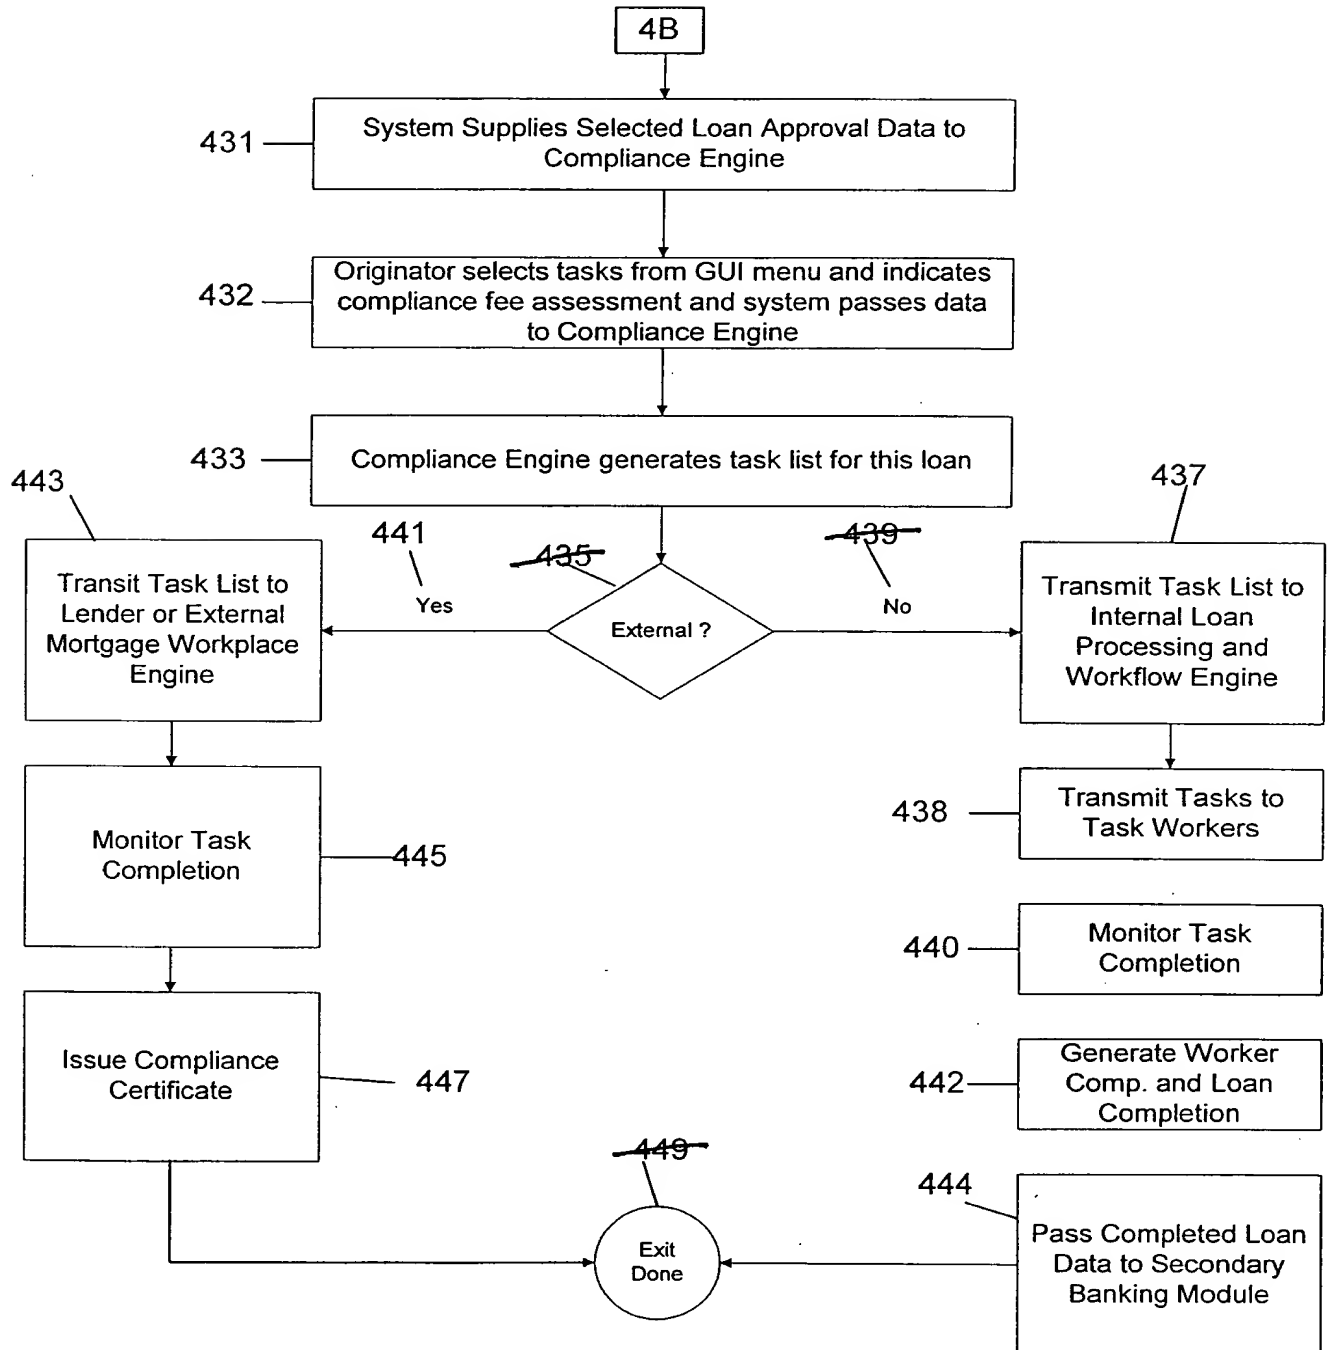 4B
431
System Supplies Selected Loan Approval Data to
Compliance Engine
432
Originator selects tasks from GUI menu and indicates
compliance fee assessment and system passes data
to Compliance Engine
433
Compliance Engine generates task list for this loan
443
441
435
439
437
Transit Task List to
Lender or External
Mortgage Workplace
Engine
Yes
External ?
No
Transmit Task List to
Internal Loan
Processing and
Workflow Engine
Monitor Task
Completion
445
438
Transmit Tasks to
Task Workers
440
Monitor Task
Completion
Issue Compliance
Certificate
447
442
Generate Worker
Comp. and Loan
Completion
449
Exit
Done
444
Pass Completed Loan
Data to Secondary
Banking Module